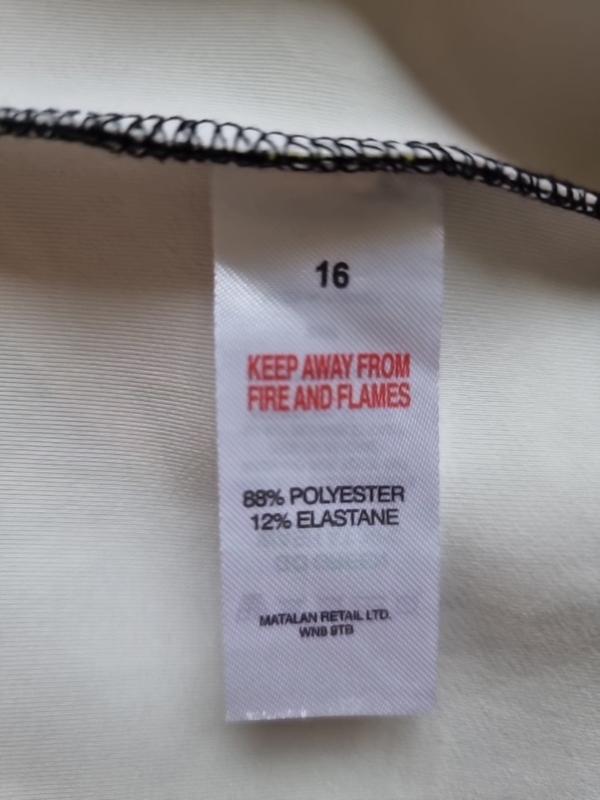 16
KEEP AWAY FROM
FIRE AND FLAMES
88% POLYESTER
12% ELASTANE
MATALAN RETAIL LTD.
WN8 9TB